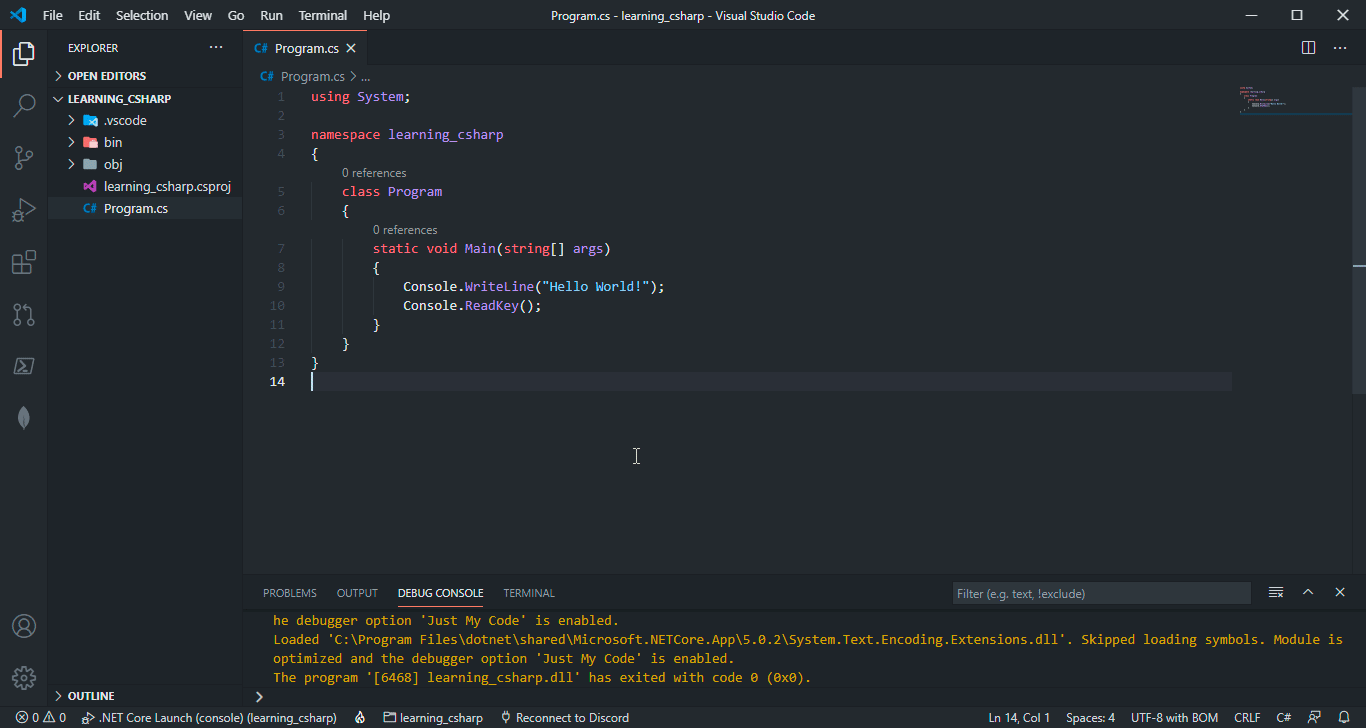 File Edit Selection View Go Run Terminal Help Program.cs - learning_csharp - Visual Studio Code
EXPLORER ...
OPEN EDITORS
LEARNING_CSHARP
.vscode
bin
obj
learning_csharp.csproj
C# Program.cs
OUTLINE
C# Program.cs
C# Program.cs > ...
1 using System;
2
3 namespace learning_csharp
4 {
0 references
5 class Program
6 {
0 references
7 static void Main(string[] args)
8 {
9 Console.WriteLine("Hello World!");
10 Console.ReadKey();
11 }
12 }
13 }
14
PROBLEMS OUTPUT DEBUG CONSOLE TERMINAL Filter (e.g. text, !exclude)
he debugger option 'Just My Code' is enabled.
Loaded 'C:\Program Files\dotnet\shared\Microsoft.NETCore.App\5.0.2\System.Text.Encoding.Extensions.dll'. Skipped loading symbols. Module is
optimized and the debugger option 'Just My Code' is enabled.
The program '[6468] learning_csharp.dll' has exited with code 0 (0x0).
>
0 0 .NET Core Launch (console) (learning_csharp) learning_csharp Reconnect to Discord Ln 14, Col 1 Spaces: 4 UTF-8 with BOM CRLF C#